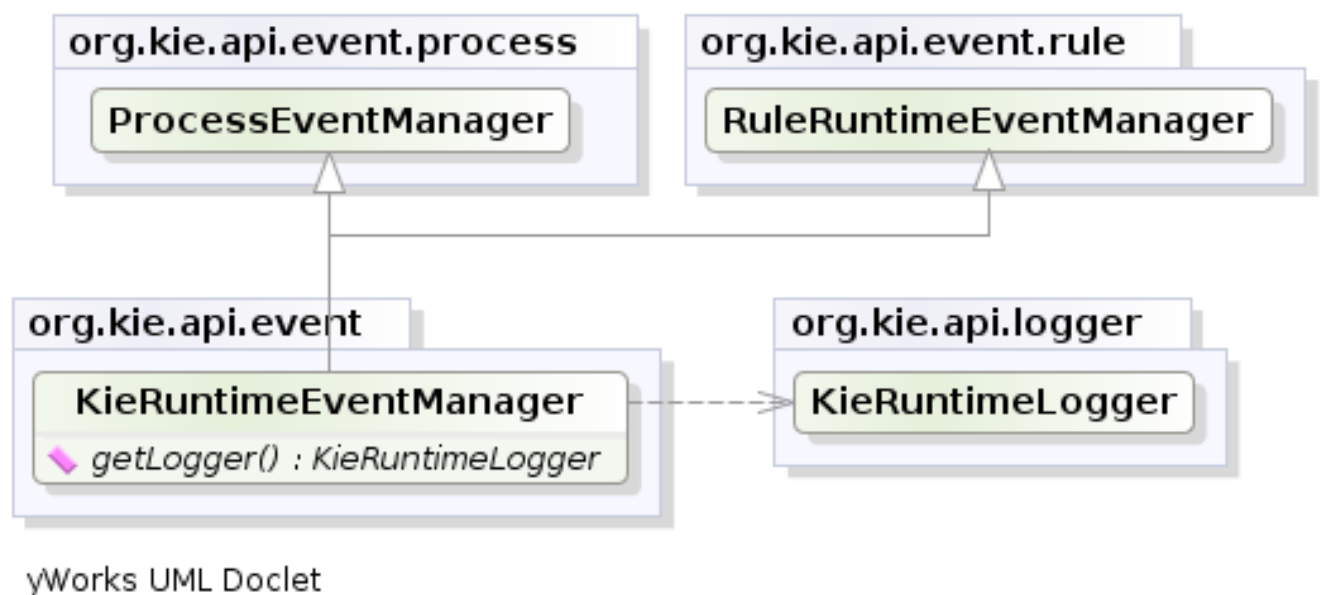 org.kie.api.event.process
ProcessEventManager
org.kie.api.event.rule
RuleRuntimeEventManager
org.kie.api.event
KieRuntimeEventManager
getLogger() : KieRuntimeLogger
org.kie.api.logger
KieRuntimeLogger
yWorks UML Doclet